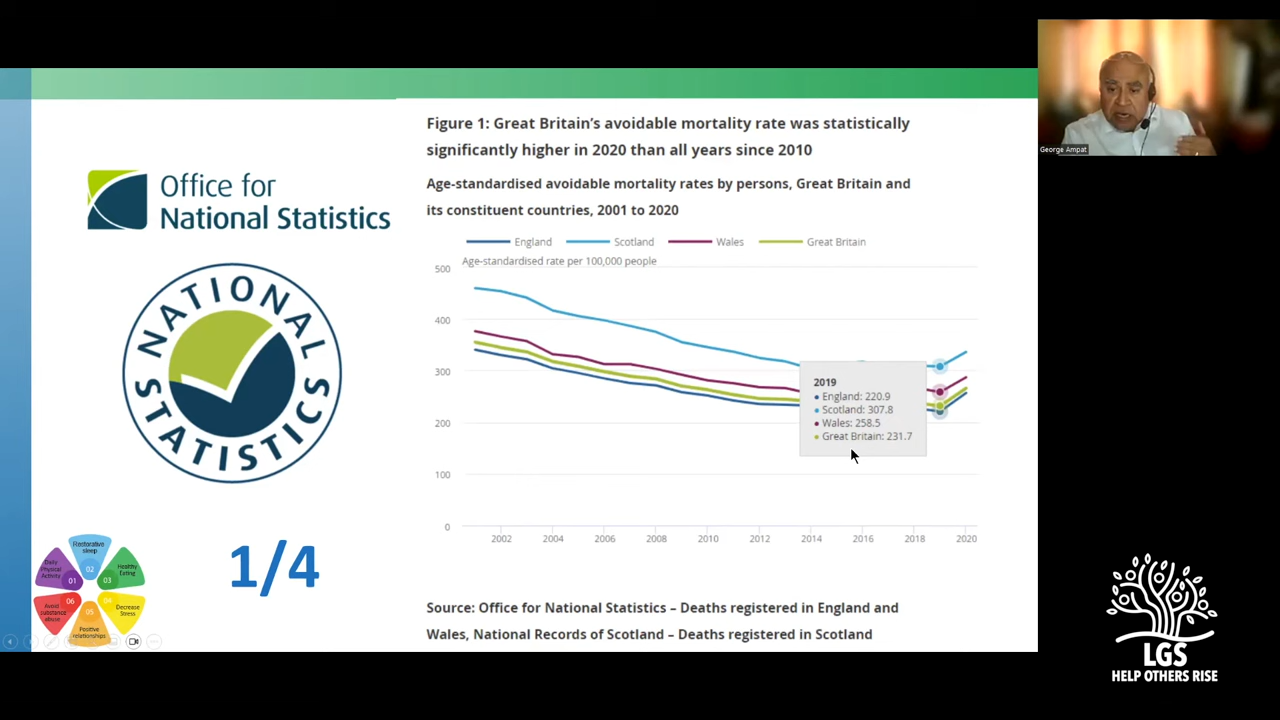 George Ampat
Office for
National Statistics
NATIONAL
STATISTICS
1/4
Restorative
sleep
02
Healthy
Eating
03
Decrease
Stress
04
Positive
relationships
05
Avoid
substance
abuse
06
Daily
Physical
Activity
01
Figure 1: Great Britain’s avoidable mortality rate was statistically
significantly higher in 2020 than all years since 2010
Age-standardised avoidable mortality rates by persons, Great Britain and
its constituent countries, 2001 to 2020
England Scotland Wales Great Britain
Age-standardised rate per 100,000 people
500
400
300
200
100
0
2019
England: 220.9
Scotland: 307.8
Wales: 258.5
Great Britain: 231.7
2002 2004 2006 2008 2010 2012 2014 2016 2018 2020
Source: Office for National Statistics – Deaths registered in England and
Wales, National Records of Scotland – Deaths registered in Scotland
LGS
HELP OTHERS RISE